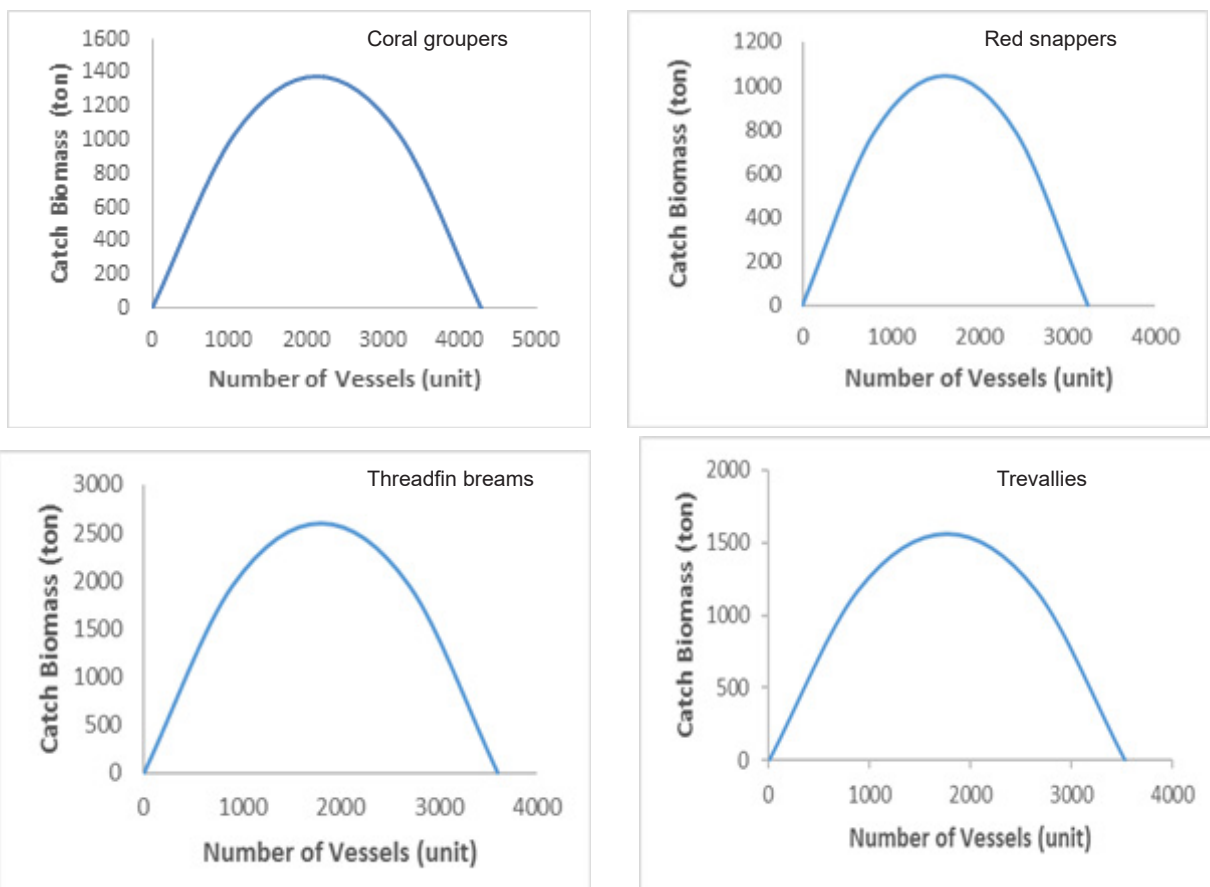 Coral groupers
1600
1400
1200
1000
800
600
400
200
0
Catch Biomass (ton)
0 1000 2000 3000 4000 5000
Number of Vessels (unit)
Red snappers
1200
1000
800
600
400
200
0
Catch Biomass (ton)
0 1000 2000 3000 4000
Number of Vessels (unit)
Threadfin breams
3000
2500
2000
1500
1000
500
0
Catch Biomass (ton)
0 1000 2000 3000 4000
Number of Vessels (unit)
Trevallies
2000
1500
1000
500
0
Catch Biomass (ton)
0 1000 2000 3000 4000
Number of Vessels (unit)